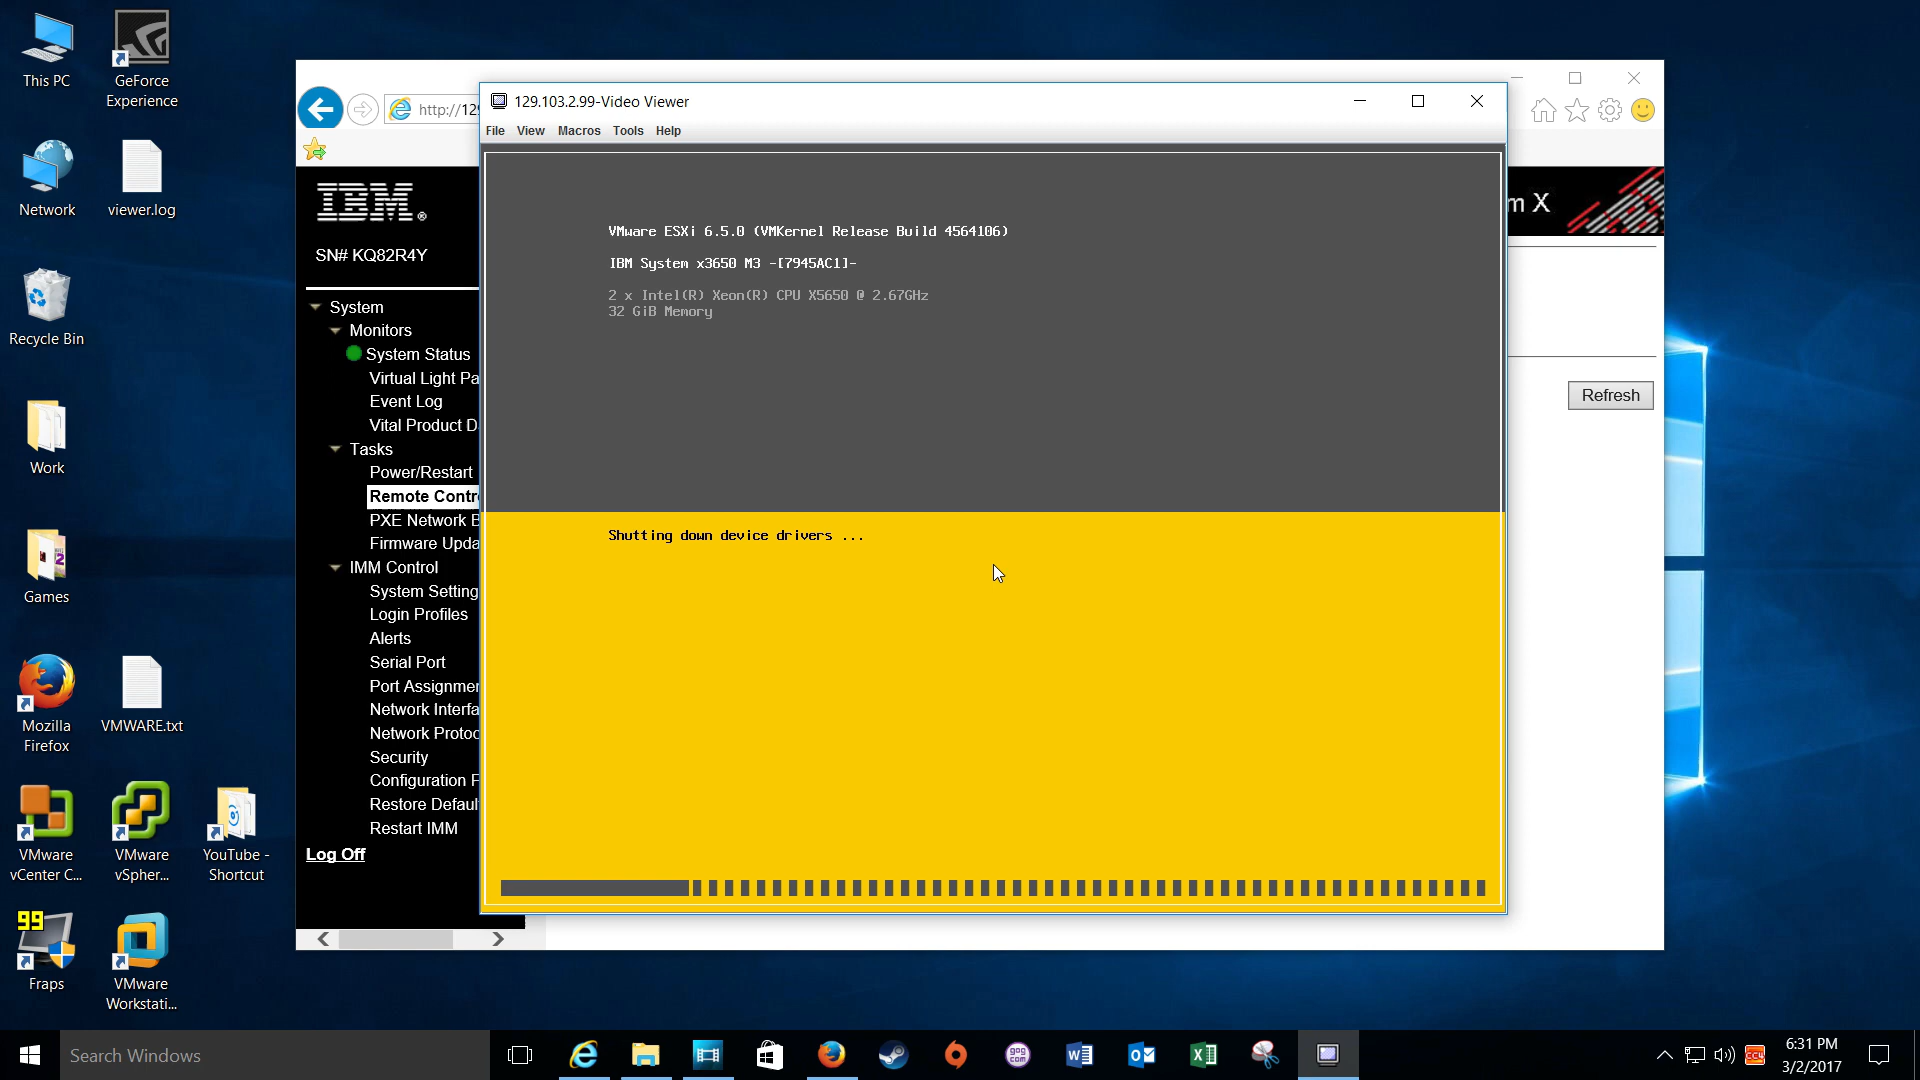 This PC
GeForce
Experience
Network
viewer.log
Recycle Bin
Work
Games
Mozilla
Firefox
VMWARE.txt
VMware
vCenter C...
VMware
vSpher...
YouTube -
Shortcut
99
Fraps
VMware
Workstati...
http://129
IBM
SN# KQ82R4Y
System
Monitors
System Status
Virtual Light Pa
Event Log
Vital Product D
Tasks
Power/Restart
Remote Contr
PXE Network B
Firmware Upda
IMM Control
System Setting
Login Profiles
Alerts
Serial Port
Port Assignmen
Network Interfa
Network Protoc
Security
Configuration F
Restore Defaul
Restart IMM
Log Off
m X
Refresh
129.103.2.99-Video Viewer
File View Macros Tools Help
VMware ESXi 6.5.0 (VMKernel Release Build 4564106)
IBM System x3650 M3 -[7945AC1]-
2 x Intel(R) Xeon(R) CPU X5650 @ 2.67GHz
32 GiB Memory
Shutting down device drivers ...
Search Windows
gog
com
CCU
6:31 PM
3/2/2017